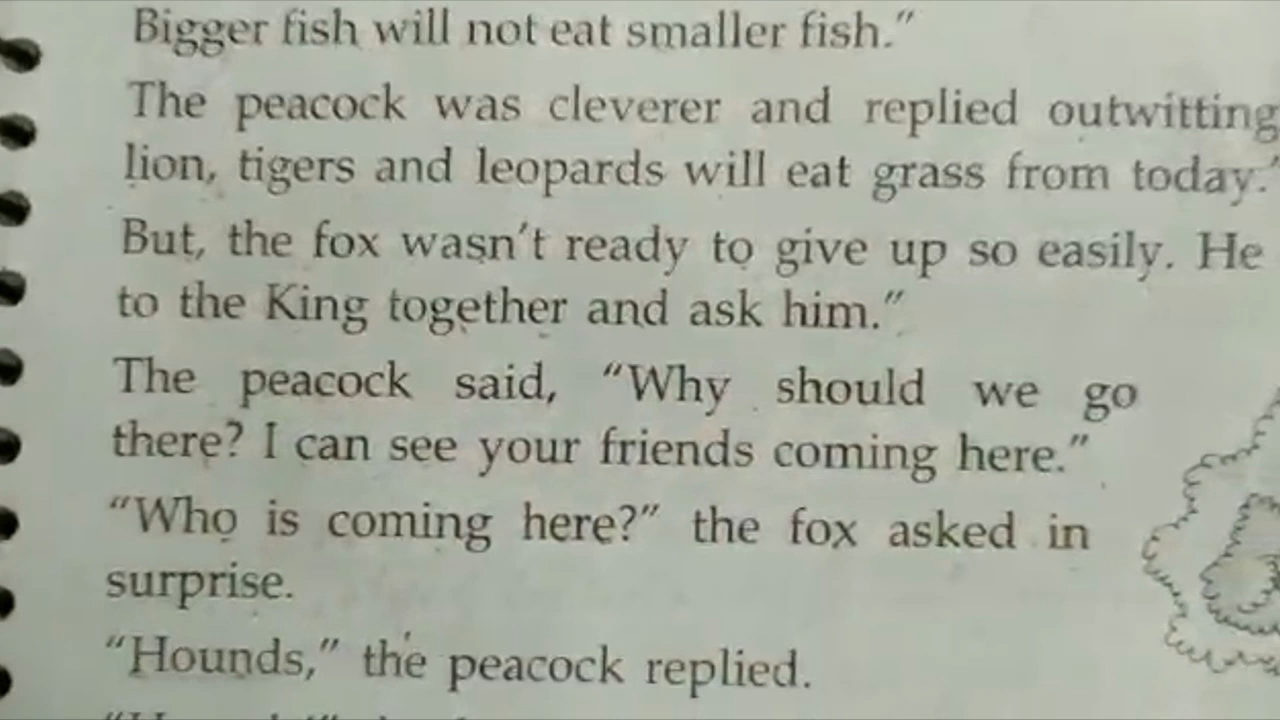 Bigger fish will not eat smaller fish.”
The peacock was cleverer and replied outwitting
lion, tigers and leopards will eat grass from today.”
But, the fox wasn’t ready to give up so easily. He
to the King together and ask him.”
The peacock said, “Why should we go
there? I can see your friends coming here.”
“Who is coming here?” the fox asked in
surprise.
“Hounds,” the peacock replied.